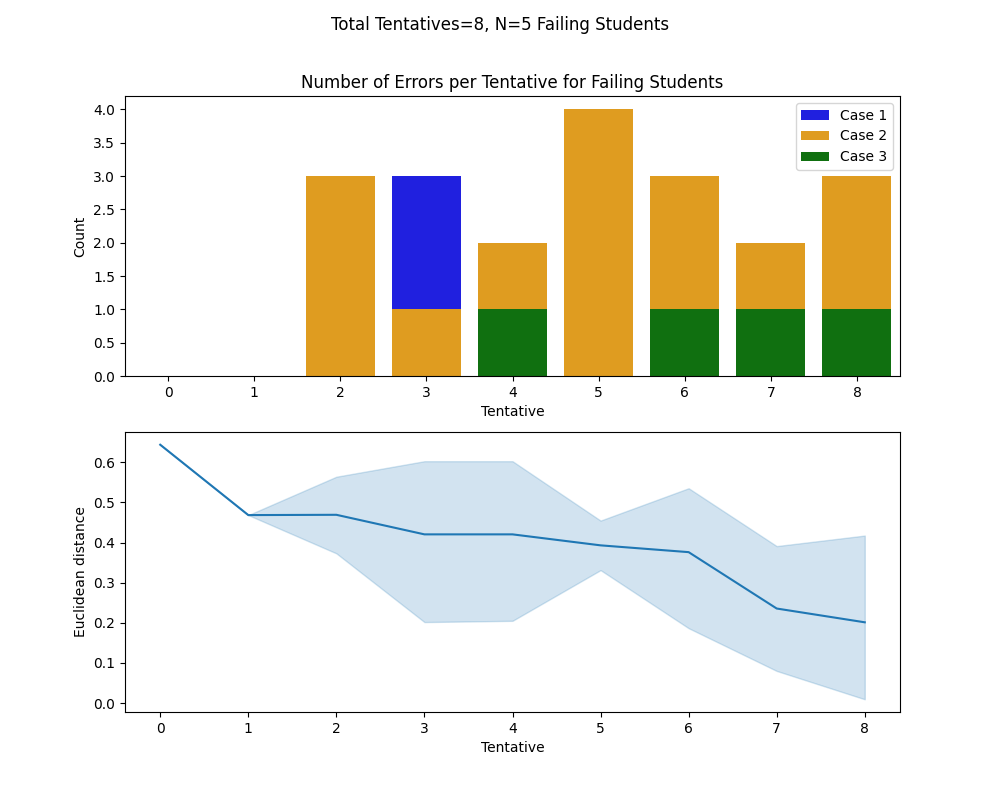 Total Tentatives=8, N=5 Failing Students
Number of Errors per Tentative for Failing Students
4.0
3.5
3.0
2.5
2.0
1.5
1.0
0.5
0.0
Count
Case 1
Case 2
Case 3
0 1 2 3 4 5 6 7 8
Tentative
0.6
0.5
0.4
0.3
0.2
0.1
0.0
Euclidean distance
0 1 2 3 4 5 6 7 8
Tentative